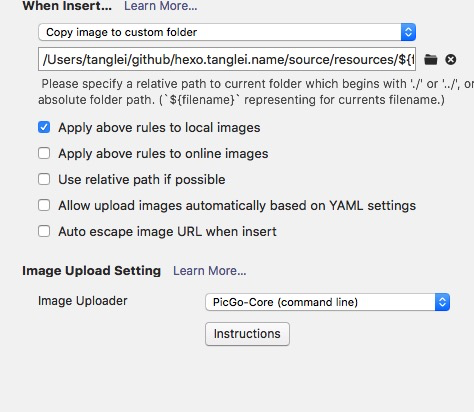 When Insert... Learn More...
Copy image to custom folder
/Users/tanglei/github/hexo.tanglei.name/source/resources/${f
Please specify a relative path to current folder which begins with './' or '../', or
absolute folder path. (`${filename}` representing for currents filename.)
Apply above rules to local images
Apply above rules to online images
Use relative path if possible
Allow upload images automatically based on YAML settings
Auto escape image URL when insert
Image Upload Setting Learn More...
Image Uploader PicGo-Core (command line)
Instructions